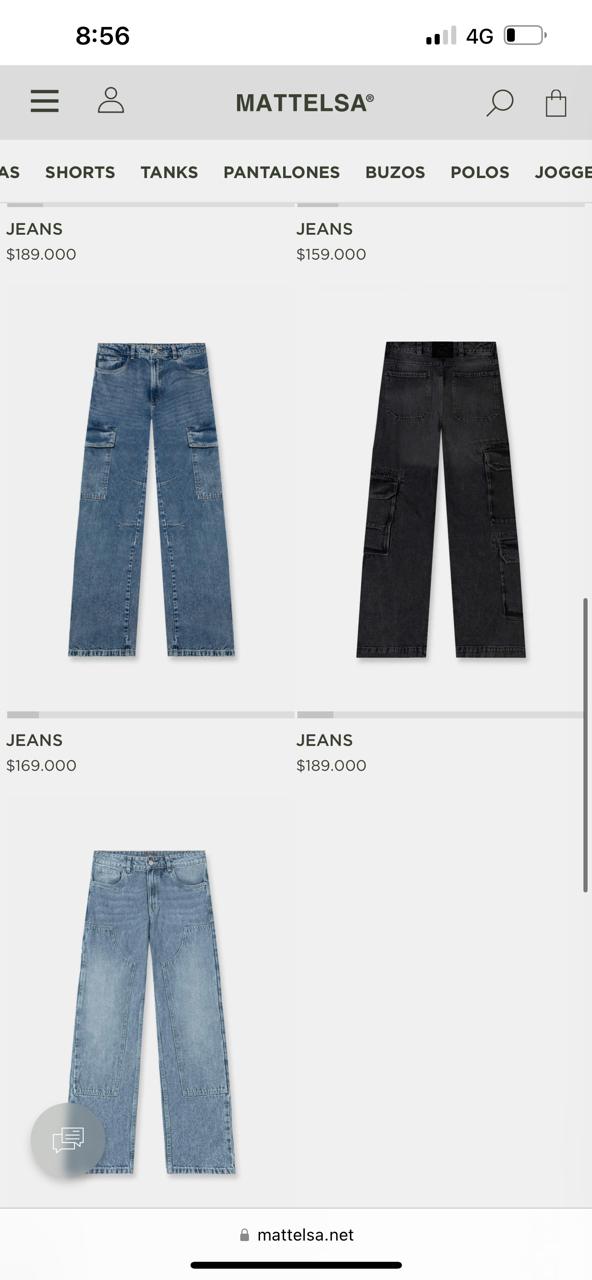 8:56
4G
MATTELSA®
AS SHORTS TANKS PANTALONES BUZOS POLOS JOGGE
JEANS JEANS
$189.000 $159.000
JEANS JEANS
$169.000 $189.000
mattelsa.net